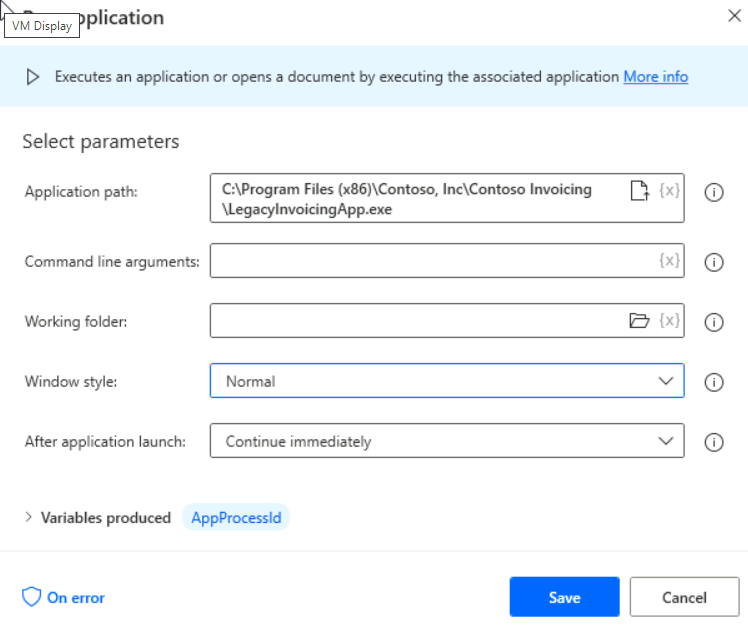 VM Display
pplication
Executes an application or opens a document by executing the associated application More info
Select parameters
Application path:
C:\Program Files (x86)\Contoso, Inc\Contoso Invoicing
\LegacyInvoicingApp.exe
{x}
Command line arguments:
{x}
Working folder:
{x}
Window style:
Normal
After application launch:
Continue immediately
Variables produced
AppProcessId
On error
Save
Cancel